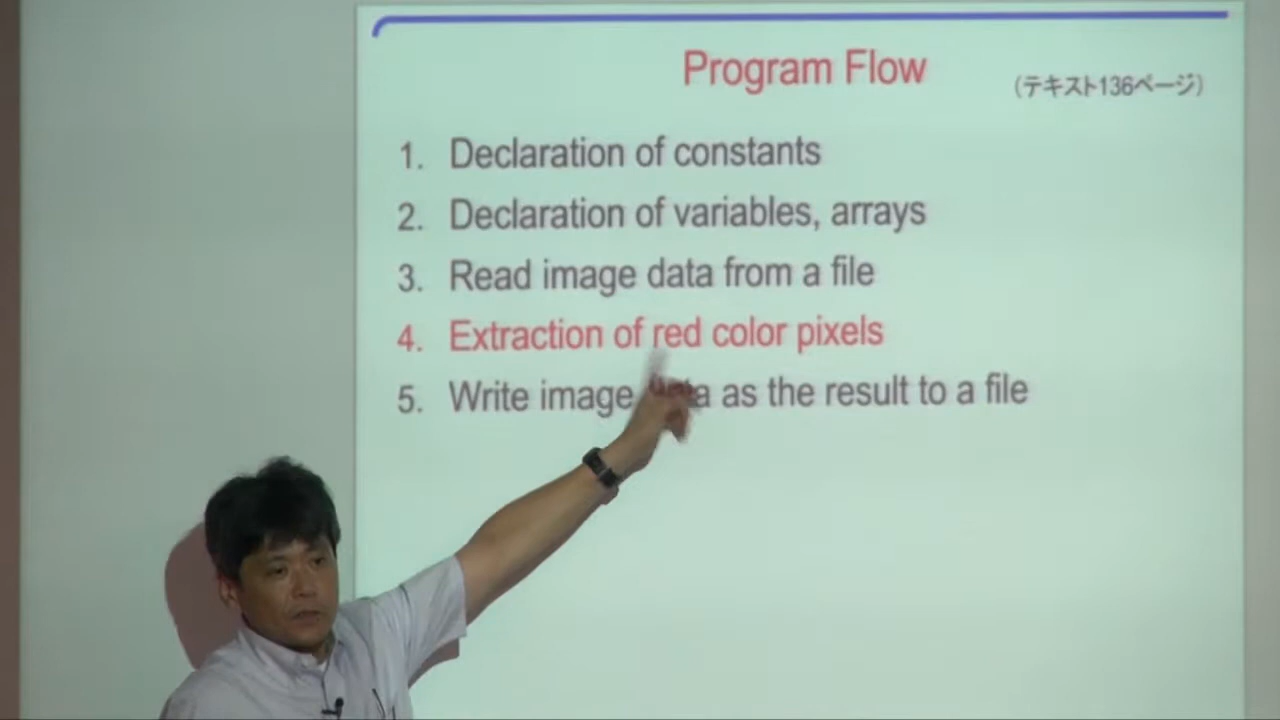 Program Flow
(テキスト136ページ)
1. Declaration of constants
2. Declaration of variables, arrays
3. Read image data from a file
4. Extraction of red color pixels
5. Write image data as the result to a file